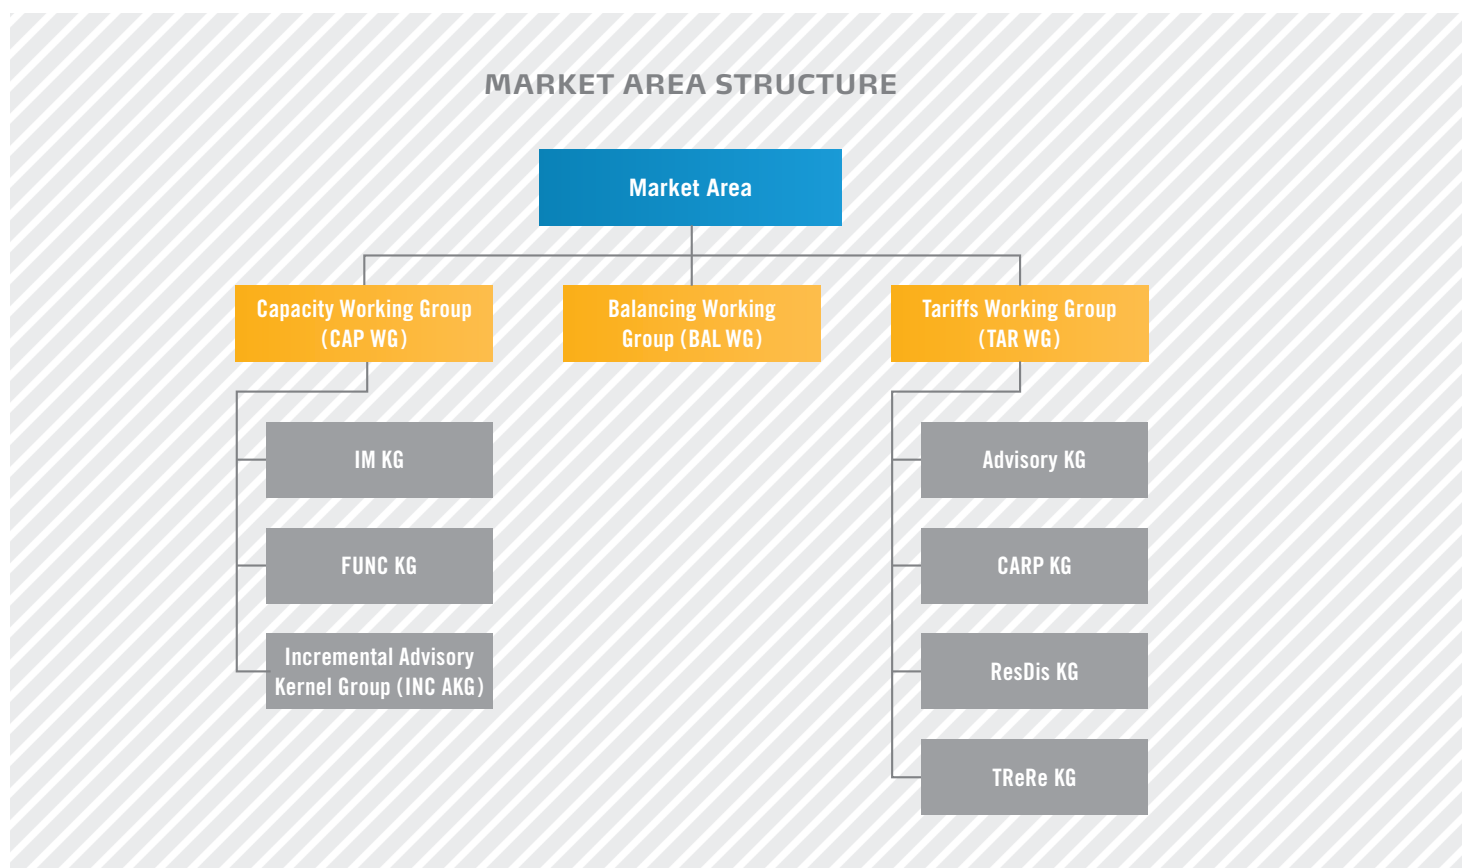 MARKET AREA STRUCTURE
Market Area
Capacity Working Group
(CAP WG)
Balancing Working
Group (BAL WG)
Tariffs Working Group
(TAR WG)
IM KG
FUNC KG
Incremental Advisory
Kernel Group (INC AKG)
Advisory KG
CARP KG
ResDis KG
TReRe KG